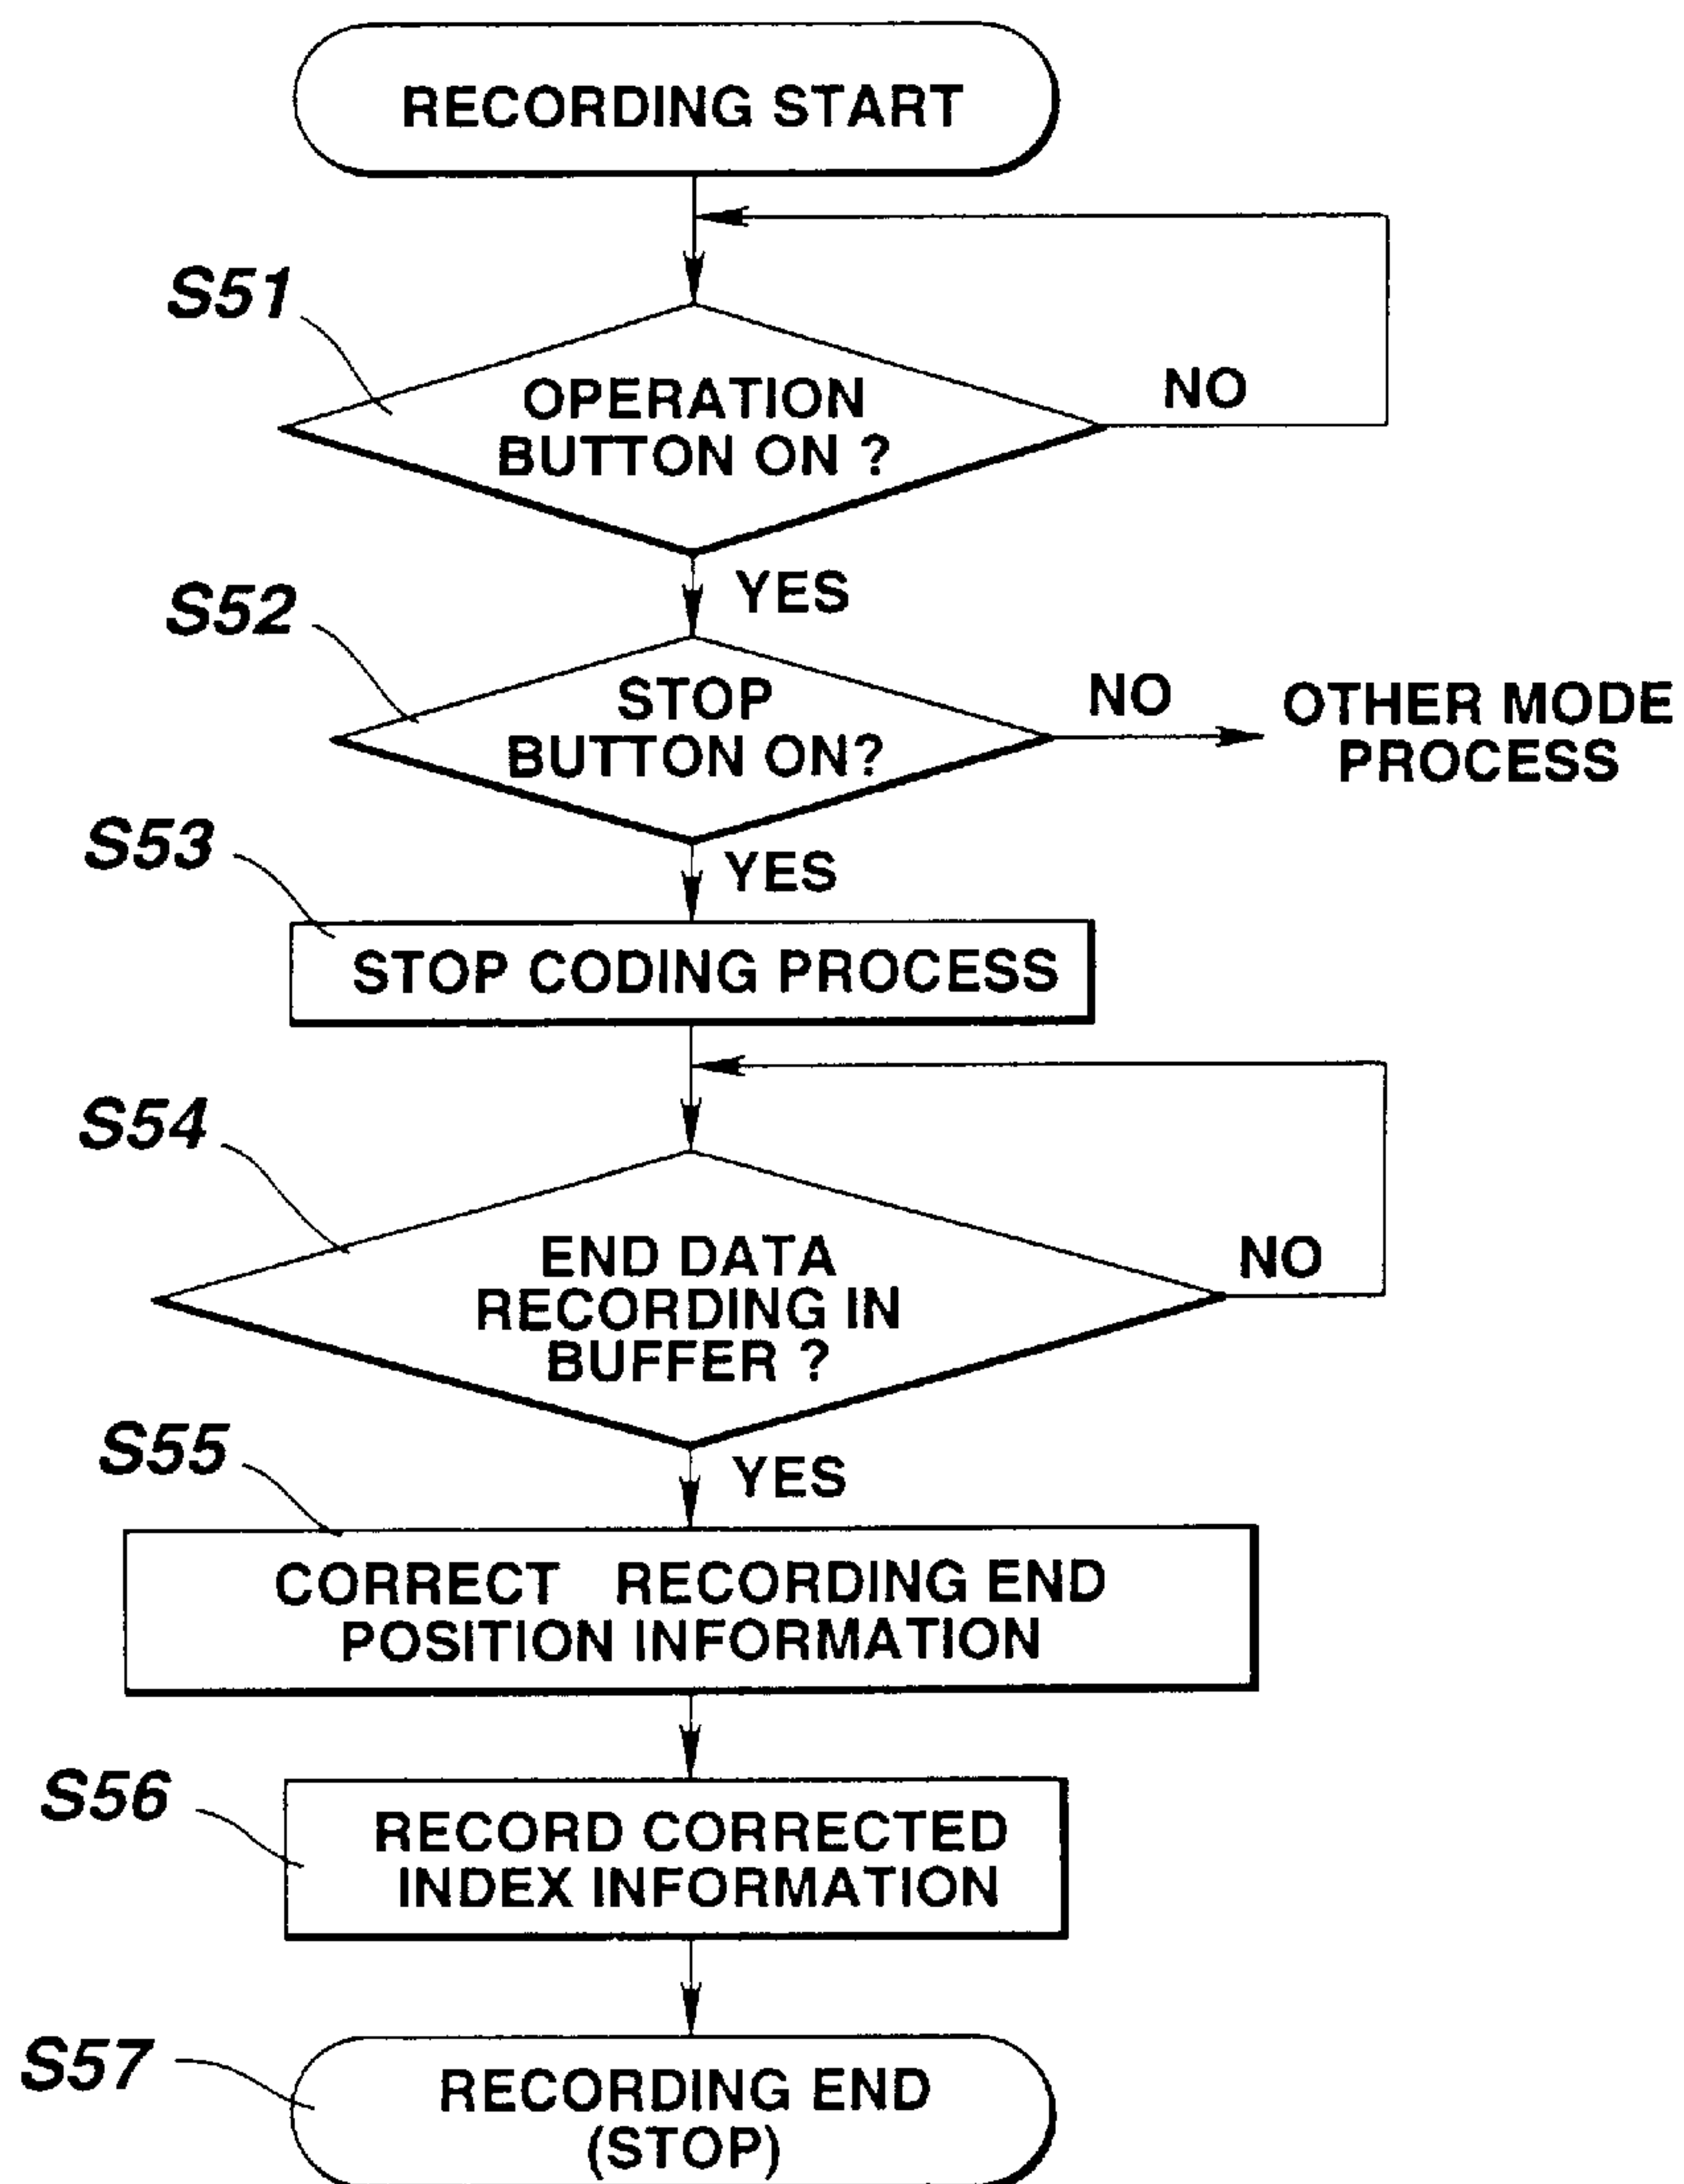 RECORDING START
S51
OPERATION
BUTTON ON ?
NO
YES
S52
STOP
BUTTON ON?
NO
OTHER MODE
PROCESS
YES
S53
STOP CODING PROCESS
S54
END DATA
RECORDING IN
BUFFER ?
NO
YES
S55
CORRECT RECORDING END
POSITION INFORMATION
S56
RECORD CORRECTED
INDEX INFORMATION
S57
RECORDING END
(STOP)